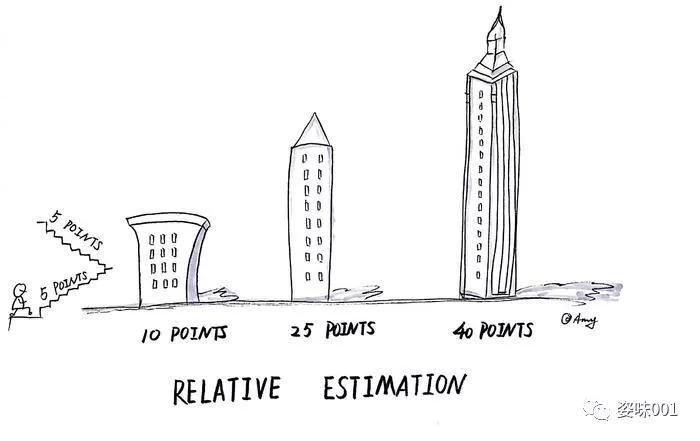 5 POINTS
5 POINTS
10 POINTS
25 POINTS
40 POINTS
@Amy
RELATIVE ESTIMATION
姿味001